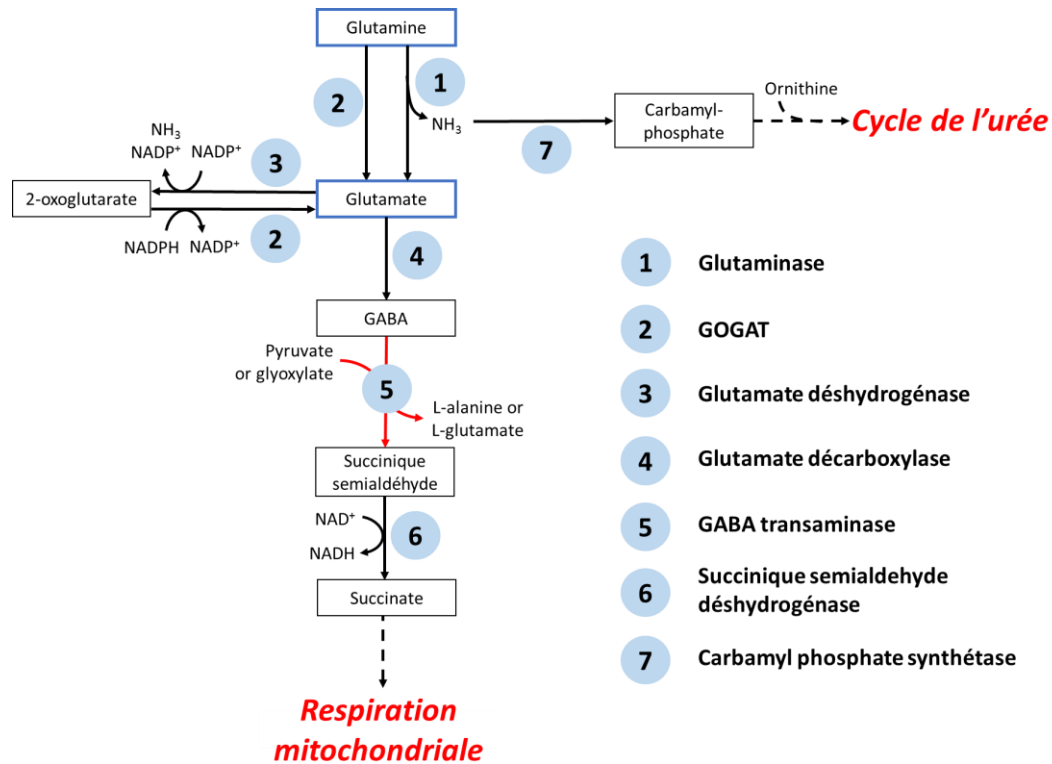 Glutamine
1
2
NH3
7
Carbamyl-
phosphate
Ornithine
Cycle de l'urée
NH3
NADP+
NADP+
3
2-oxoglutarate
Glutamate
NADPH
NADP+
2
4
GABA
Pyruvate
or glyoxylate
5
L-alanine or
L-glutamate
Succinique
semialdéhyde
NAD+
NADH
6
Succinate
Respiration
mitochondriale
1 Glutaminase
2 GOGAT
3 Glutamate déshydrogénase
4 Glutamate décarboxylase
5 GABA transaminase
6 Succinique semialdehyde
déshydrogénase
7 Carbamyl phosphate synthétase